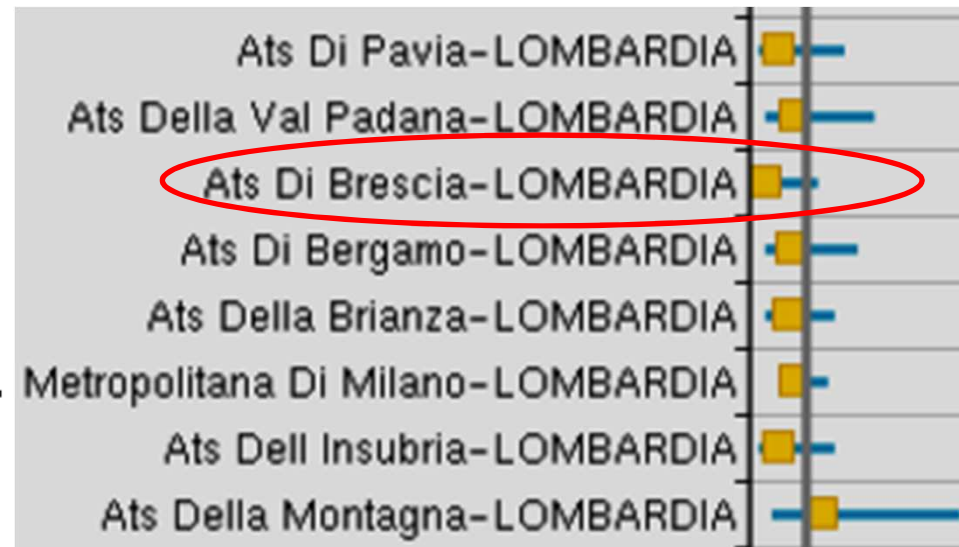 Ats Di Pavia-LOMBARDIA
Ats Della Val Padana-LOMBARDIA
Ats Di Brescia-LOMBARDIA
Ats Di Bergamo-LOMBARDIA
Ats Della Brianza-LOMBARDIA
Metropolitana Di Milano-LOMBARDIA
Ats Dell Insubria-LOMBARDIA
Ats Della Montagna-LOMBARDIA